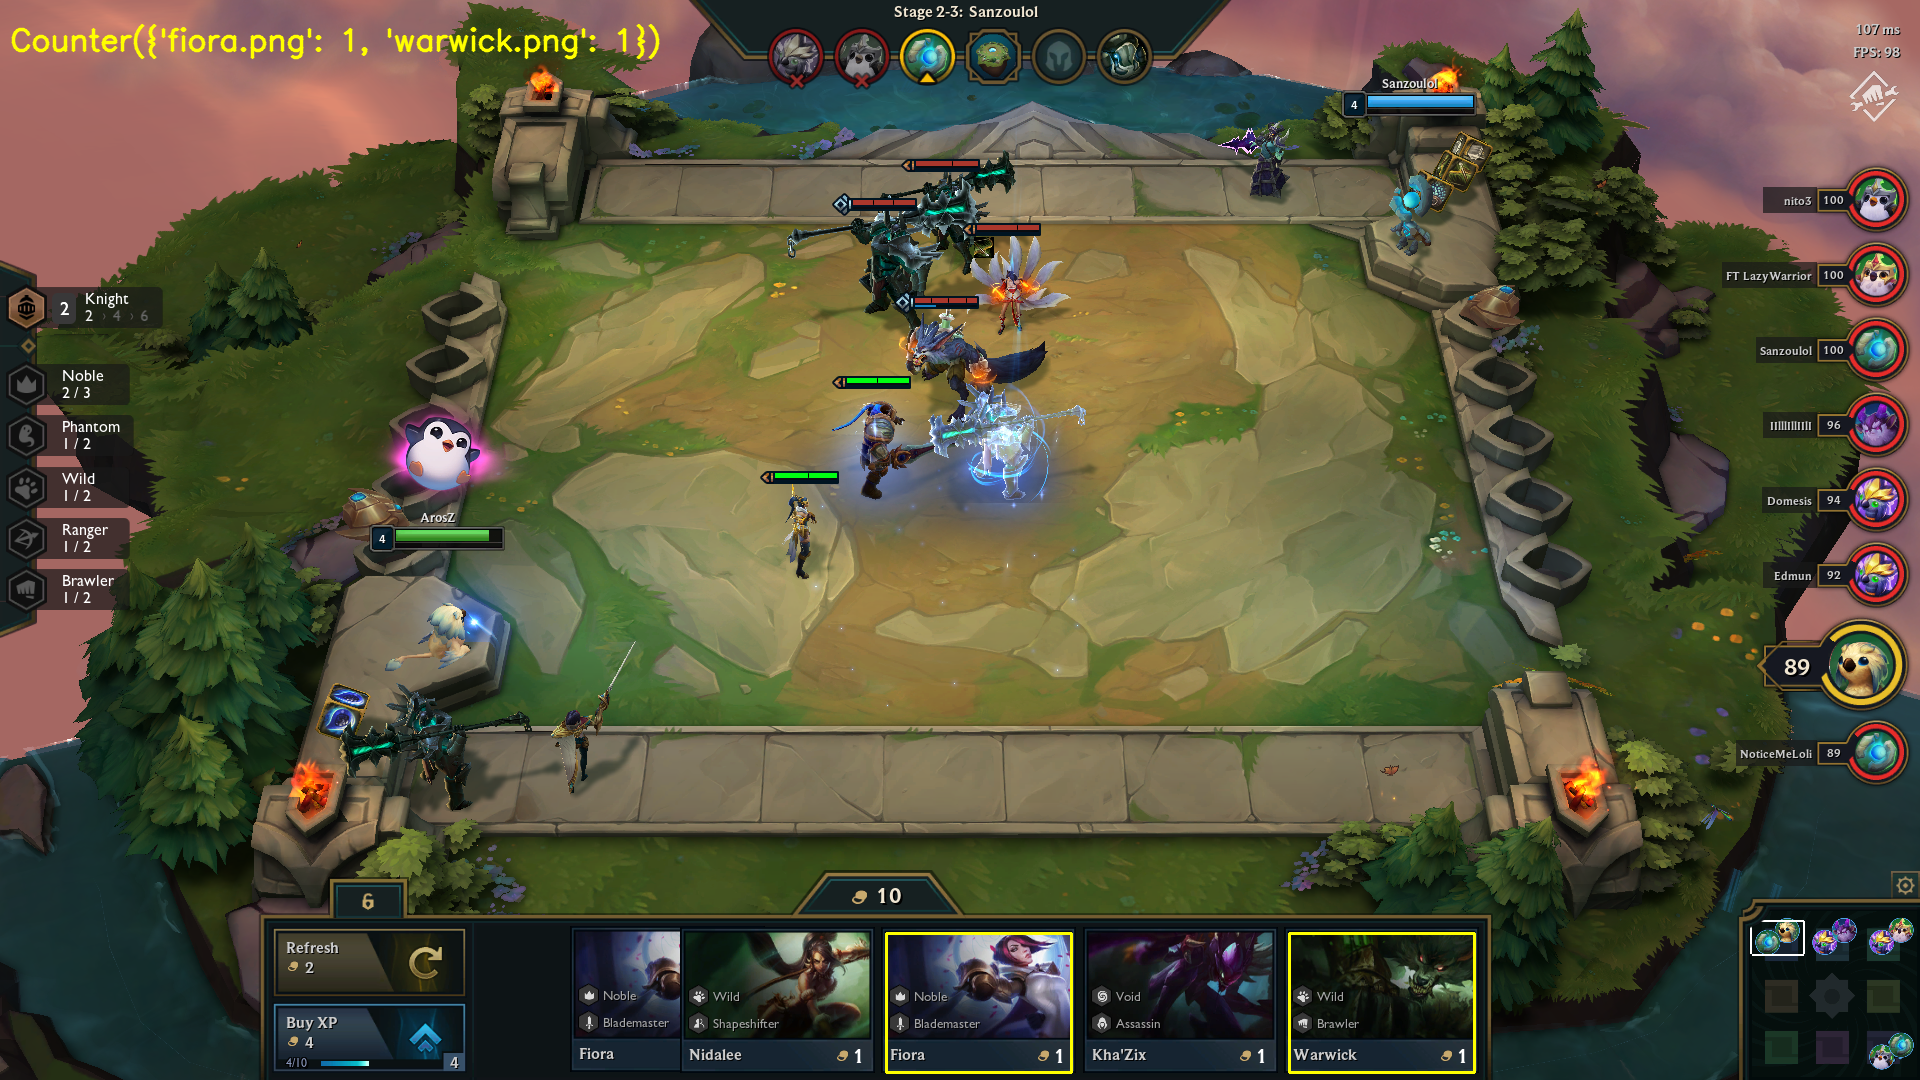 Stage 2-3: Sanzoulol
Counter({'fiora.png': 1, 'warwick.png': 1})
107 ms
FPS: 98
Sanzoulol
4
nito3 100
FT LazyWarrior 100
Sanzoulol 100
96
Domesis 94
Edmun 92
89
NoticeMeLoli 89
2 Knight
2 › 4 › 6
Noble
2 / 3
Phantom
1 / 2
Wild
1 / 2
Ranger
1 / 2
Brawler
1 / 2
ArosZ
4
6
10
Refresh
2
Buy XP
4
4/10
4
Noble
Blademaster
Fiora
Wild
Shapeshifter
Nidalee 1
Noble
Blademaster
Fiora 1
Void
Assassin
Kha'Zix 1
Wild
Brawler
Warwick 1